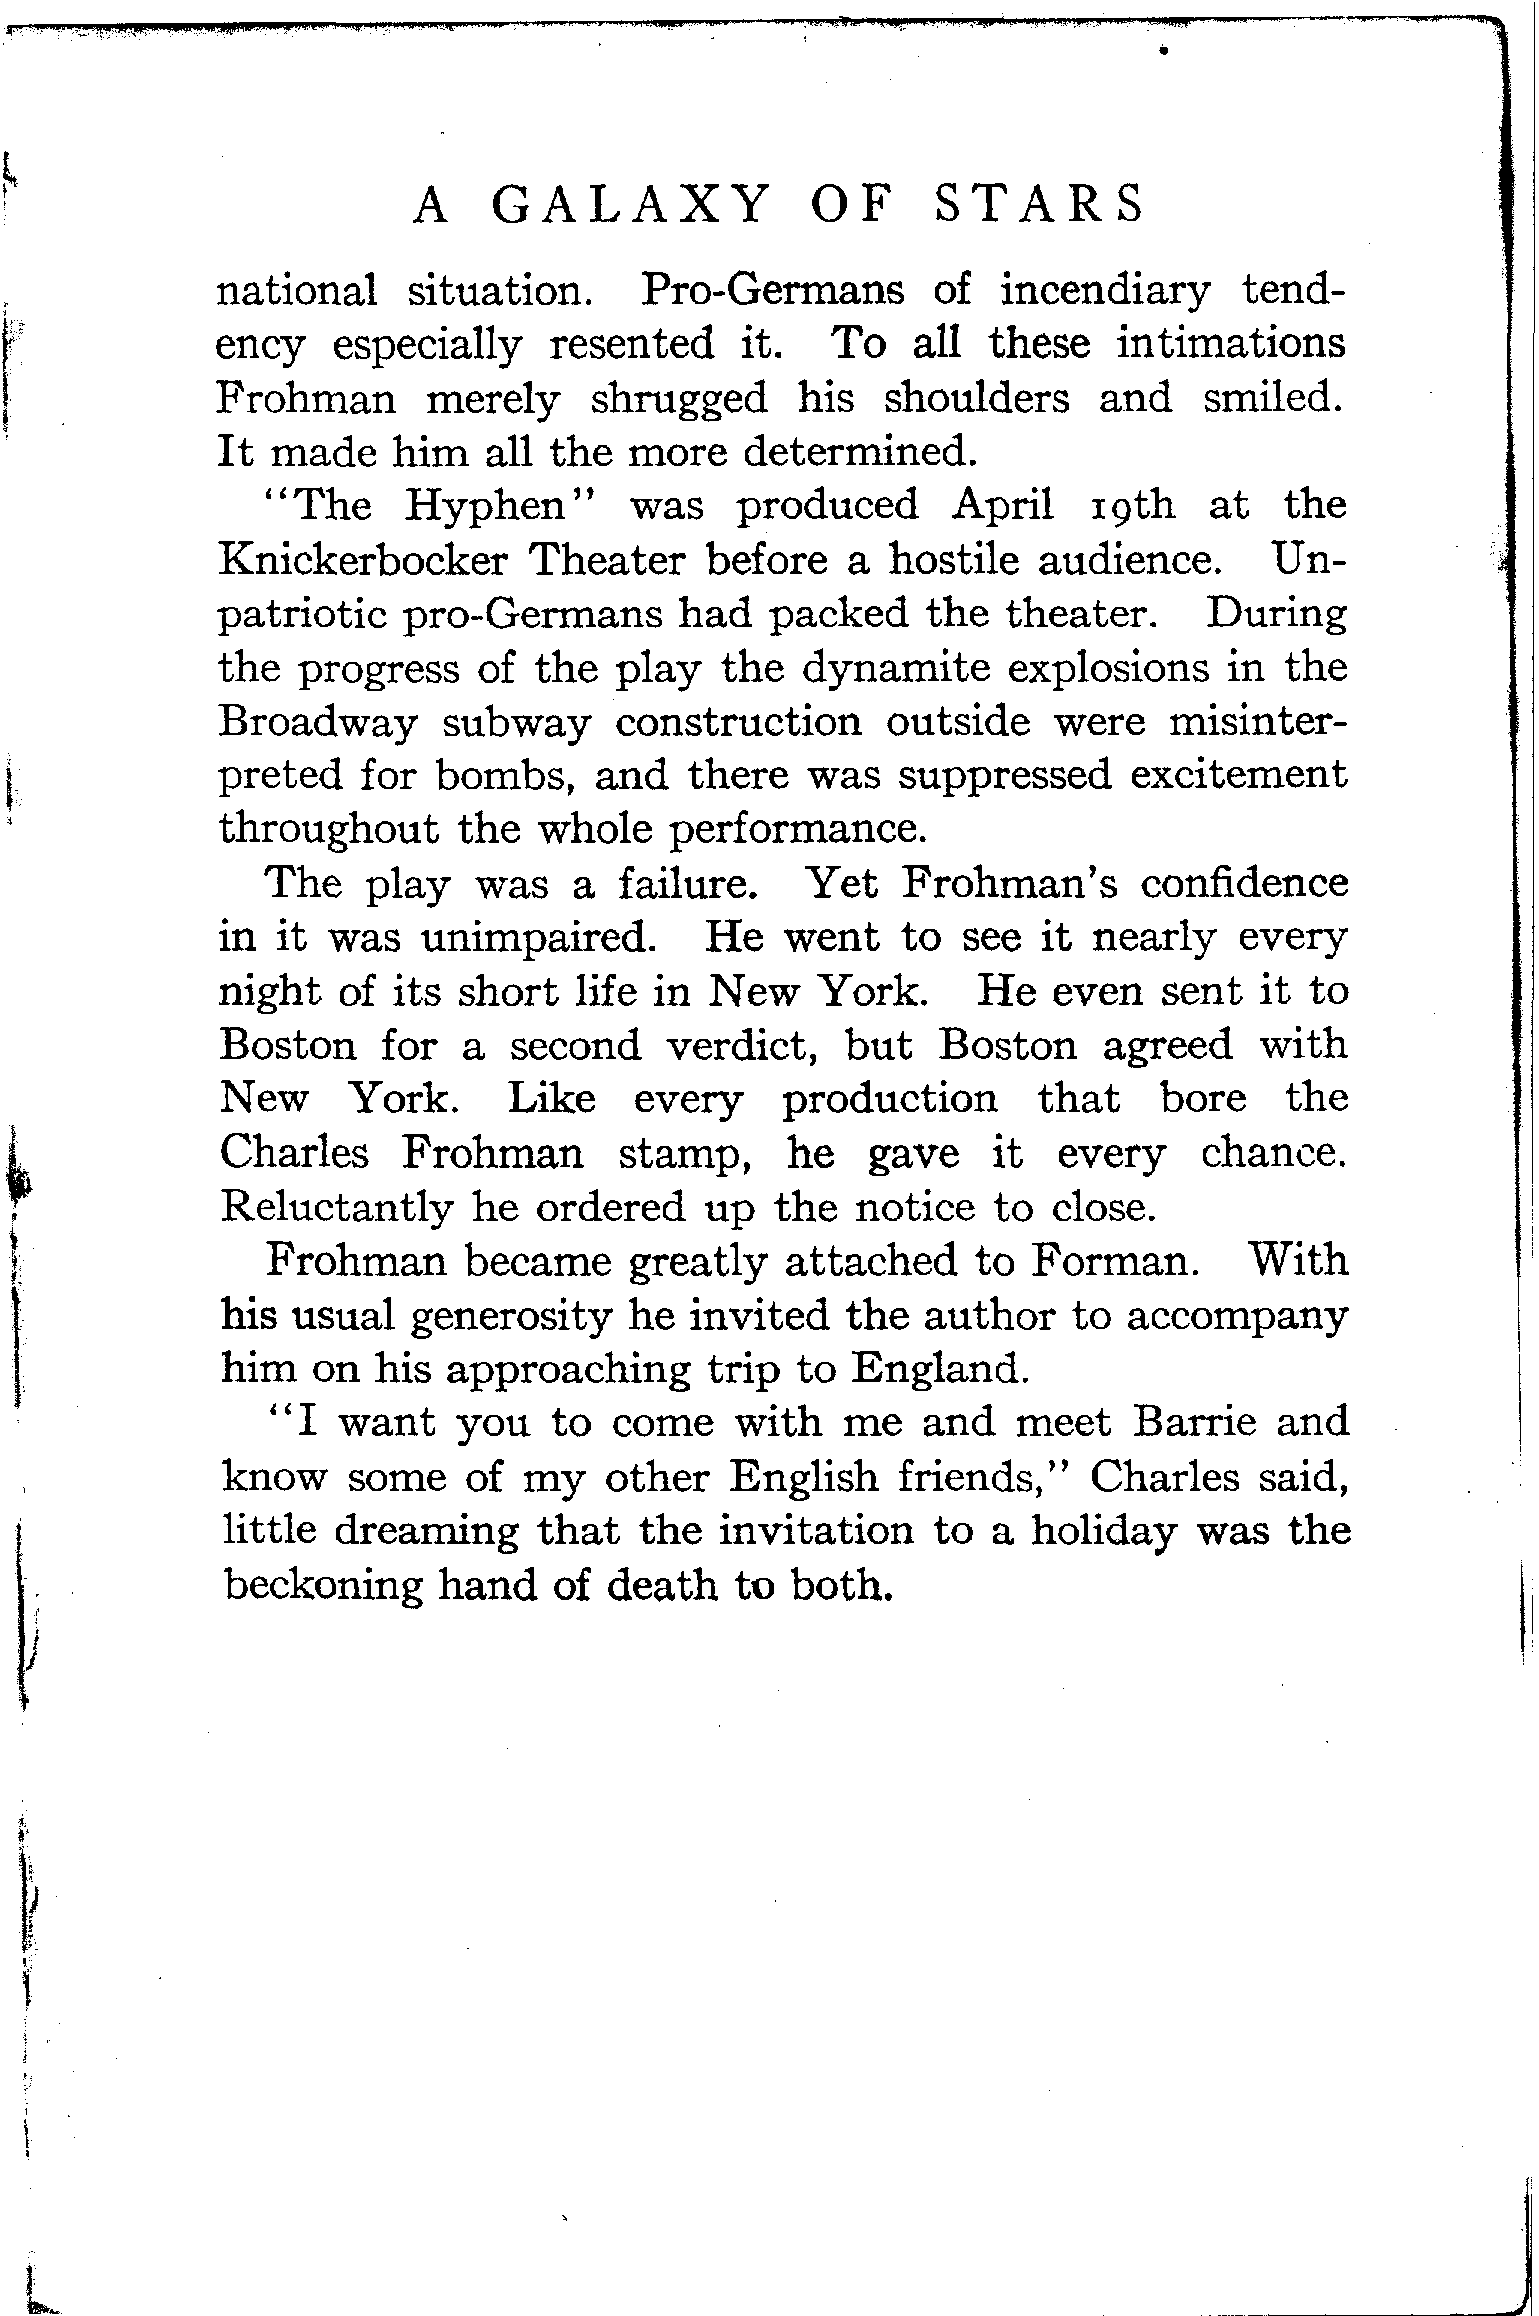 A GALAXY OF STARS
national situation. Pro-Germans of incendiary tend-
ency especially resented it. To all these intimations
Frohman merely shrugged his shoulders and smiled.
It made him all the more determined.
“The Hyphen” was produced April 19th at the
Knickerbocker Theater before a hostile audience. Un-
patriotic pro-Germans had packed the theater. During
the progress of the play the dynamite explosions in the
Broadway subway construction outside were misinter-
preted for bombs, and there was suppressed excitement
throughout the whole performance.
The play was a failure. Yet Frohman's confidence
in it was unimpaired. He went to see it nearly every
night of its short life in New York. He even sent it to
Boston for a second verdict, but Boston agreed with
New York. Like every production that bore the
Charles Frohman stamp, he gave it every chance.
Reluctantly he ordered up the notice to close.
Frohman became greatly attached to Forman. With
his usual generosity he invited the author to accompany
him on his approaching trip to England.
“I want you to come with me and meet Barrie and
know some of my other English friends,” Charles said,
little dreaming that the invitation to a holiday was the
beckoning hand of death to both.